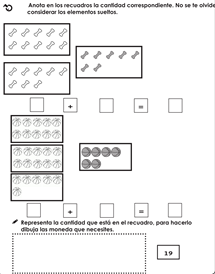 Anota en los recuadros la cantidad correspondiente. No se te olvide
considerar los elementos sueltos.
+ =
+ =
Representa la cantidad que está en el recuadro, para hacerlo
dibuja las moneda que necesites.
19